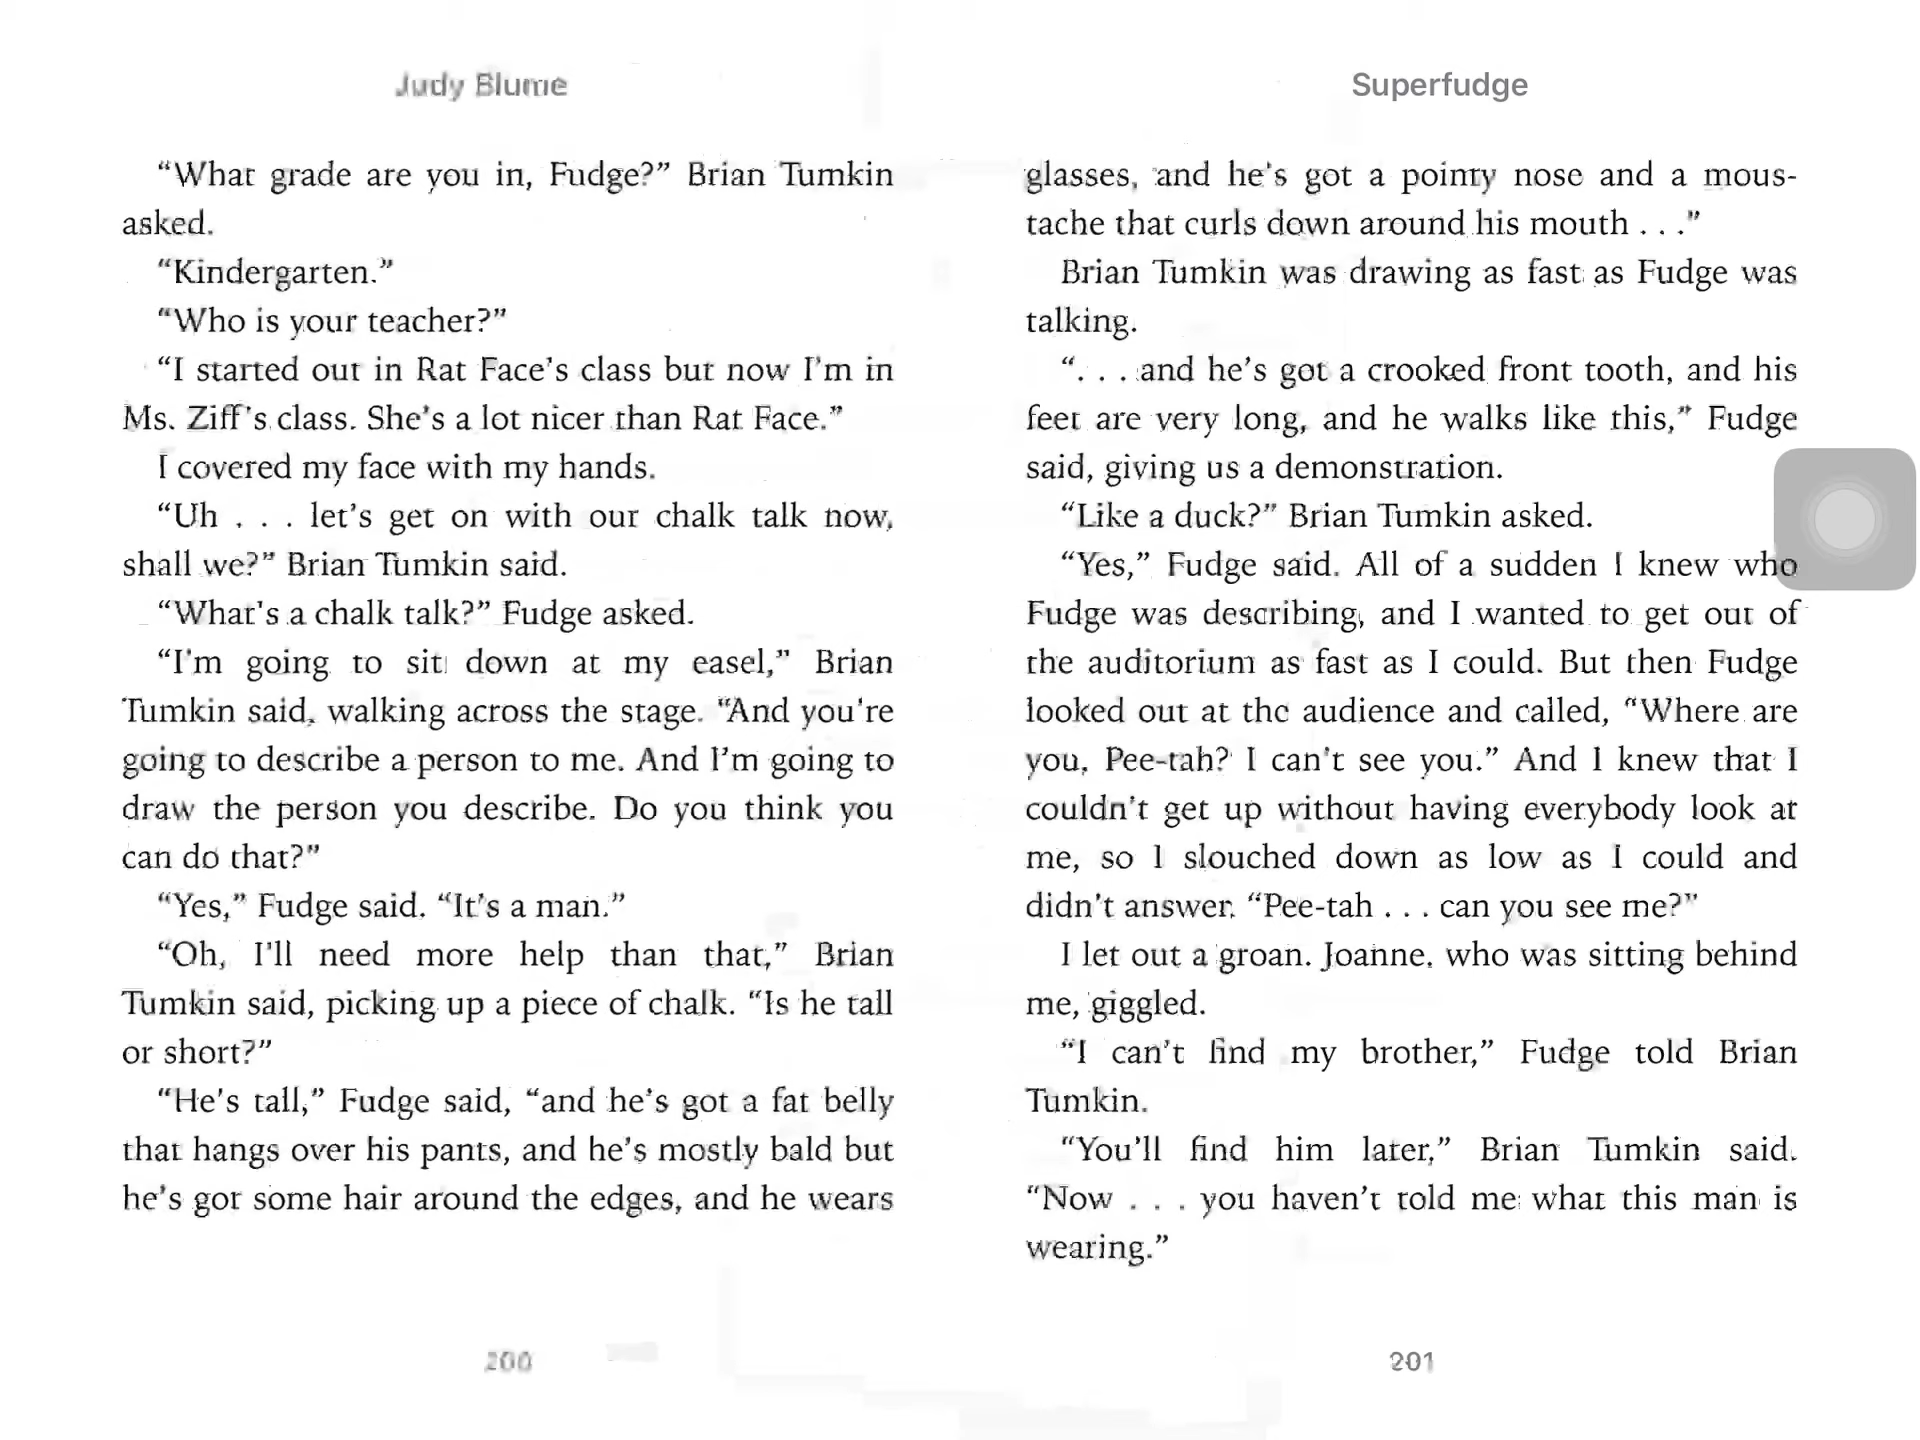 Judy Blume
“What grade are you in, Fudge?” Brian Tumkin
asked.
“Kindergarten.”
“Who is your teacher?”
“I started out in Rat Face’s class but now I’m in
Ms. Ziff’s class. She’s a lot nicer than Rat Face.”
I covered my face with my hands.
“Uh . . . let’s get on with our chalk talk now,
shall we?” Brian Tumkin said.
“What’s a chalk talk?” Fudge asked.
“I’m going to sit down at my easel,” Brian
Tumkin said, walking across the stage. “And you’re
going to describe a person to me. And I’m going to
draw the person you describe. Do you think you
can do that?”
“Yes,” Fudge said. “It’s a man.”
“Oh, I’ll need more help than that,” Brian
Tumkin said, picking up a piece of chalk. “Is he tall
or short?”
“He’s tall,” Fudge said, “and he’s got a fat belly
that hangs over his pants, and he’s mostly bald but
he’s got some hair around the edges, and he wears
200
Superfudge
glasses, and he’s got a pointy nose and a mous-
tache that curls down around his mouth . . .”
Brian Tumkin was drawing as fast as Fudge was
talking.
“. . . and he’s got a crooked front tooth, and his
feet are very long, and he walks like this,” Fudge
said, giving us a demonstration.
“Like a duck?” Brian Tumkin asked.
“Yes,” Fudge said. All of a sudden I knew who
Fudge was describing, and I wanted to get out of
the auditorium as fast as I could. But then Fudge
looked out at the audience and called, “Where are
you, Pee-tah? I can’t see you.” And I knew that I
couldn’t get up without having everybody look at
me, so I slouched down as low as I could and
didn’t answer. “Pee-tah . . . can you see me?”
I let out a groan. Joanne, who was sitting behind
me, giggled.
“I can’t find my brother,” Fudge told Brian
Tumkin.
“You’ll find him later,” Brian Tumkin said.
“Now . . . you haven’t told me what this man is
wearing.”
201